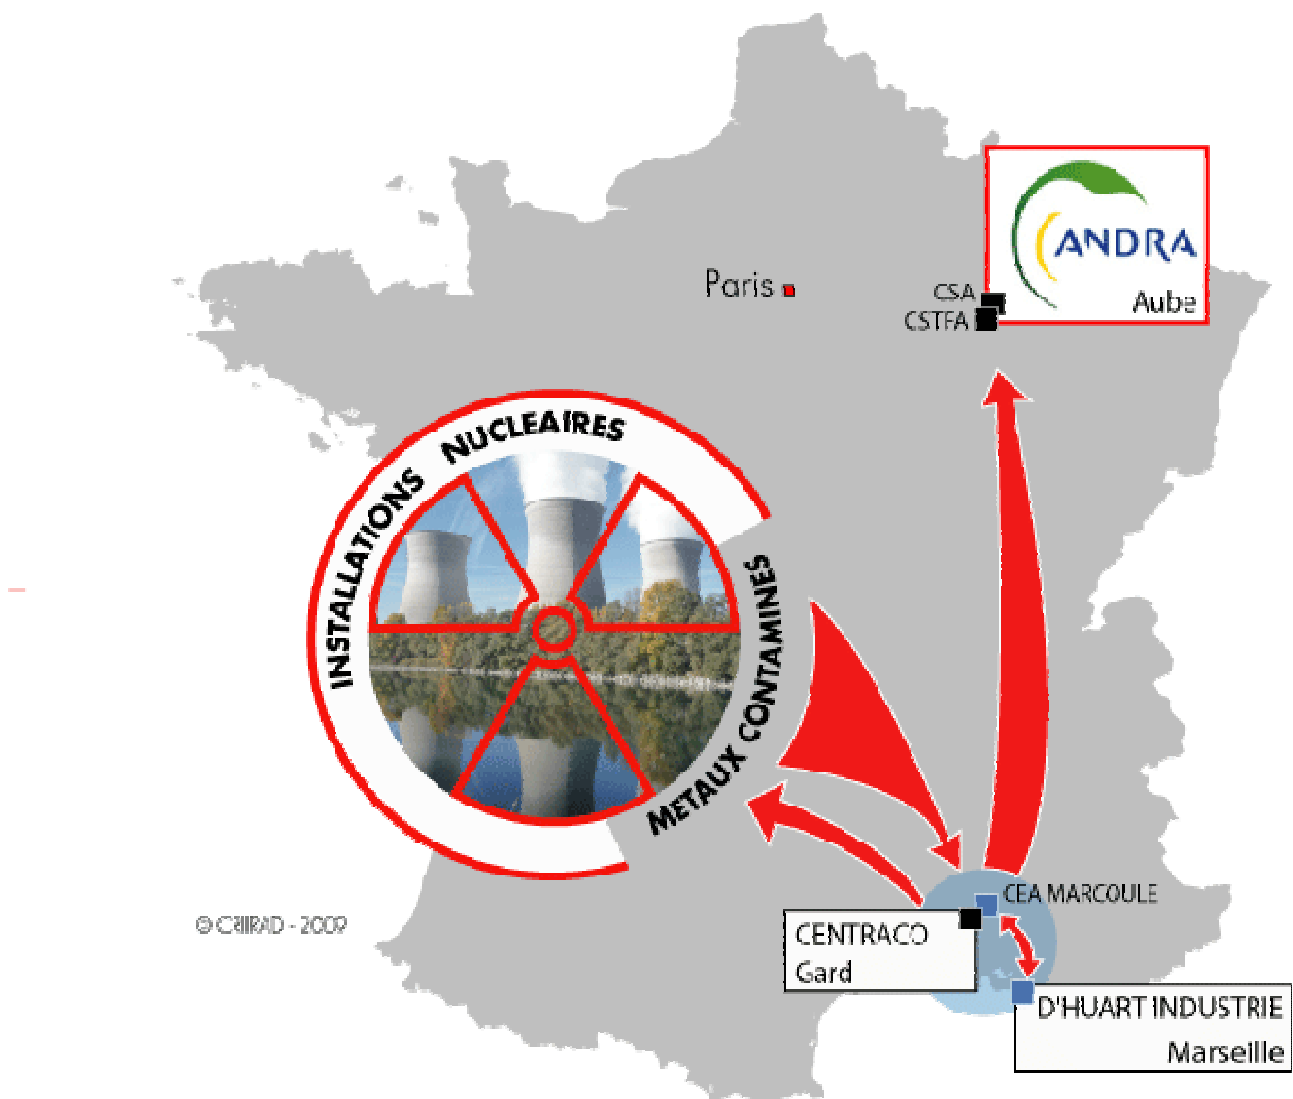 ANDRA
Aube
Paris
CSA
CSTFA
INSTALLATIONS NUCLEAIRES
METAUX CONTAMINES
CEA MARCOULE
CENTRACO
Gard
© CRIIRAD - 2009
D'HUART INDUSTRIE
Marseille